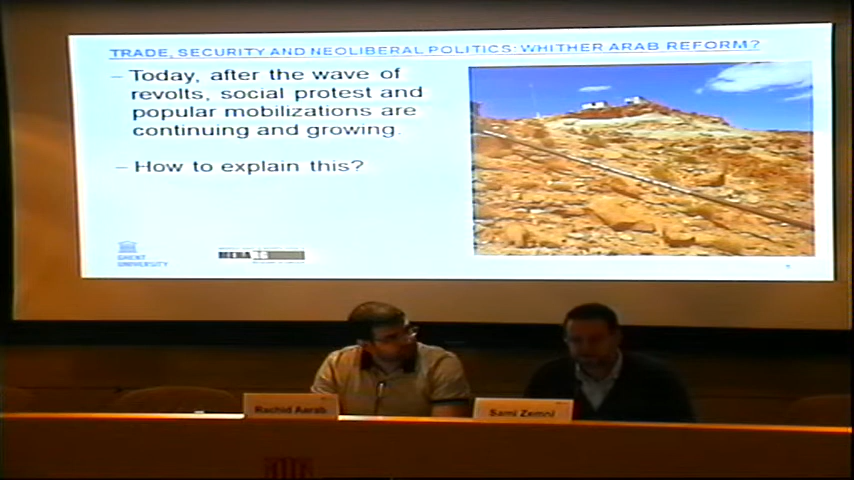 TRADE, SECURITY AND NEOLIBERAL POLITICS: WHITHER ARAB REFORM?
– Today, after the wave of
revolts, social protest and
popular mobilizations are
continuing and growing.
– How to explain this?
GHENT
UNIVERSITY
Rachid Aarab
Sami Zemni